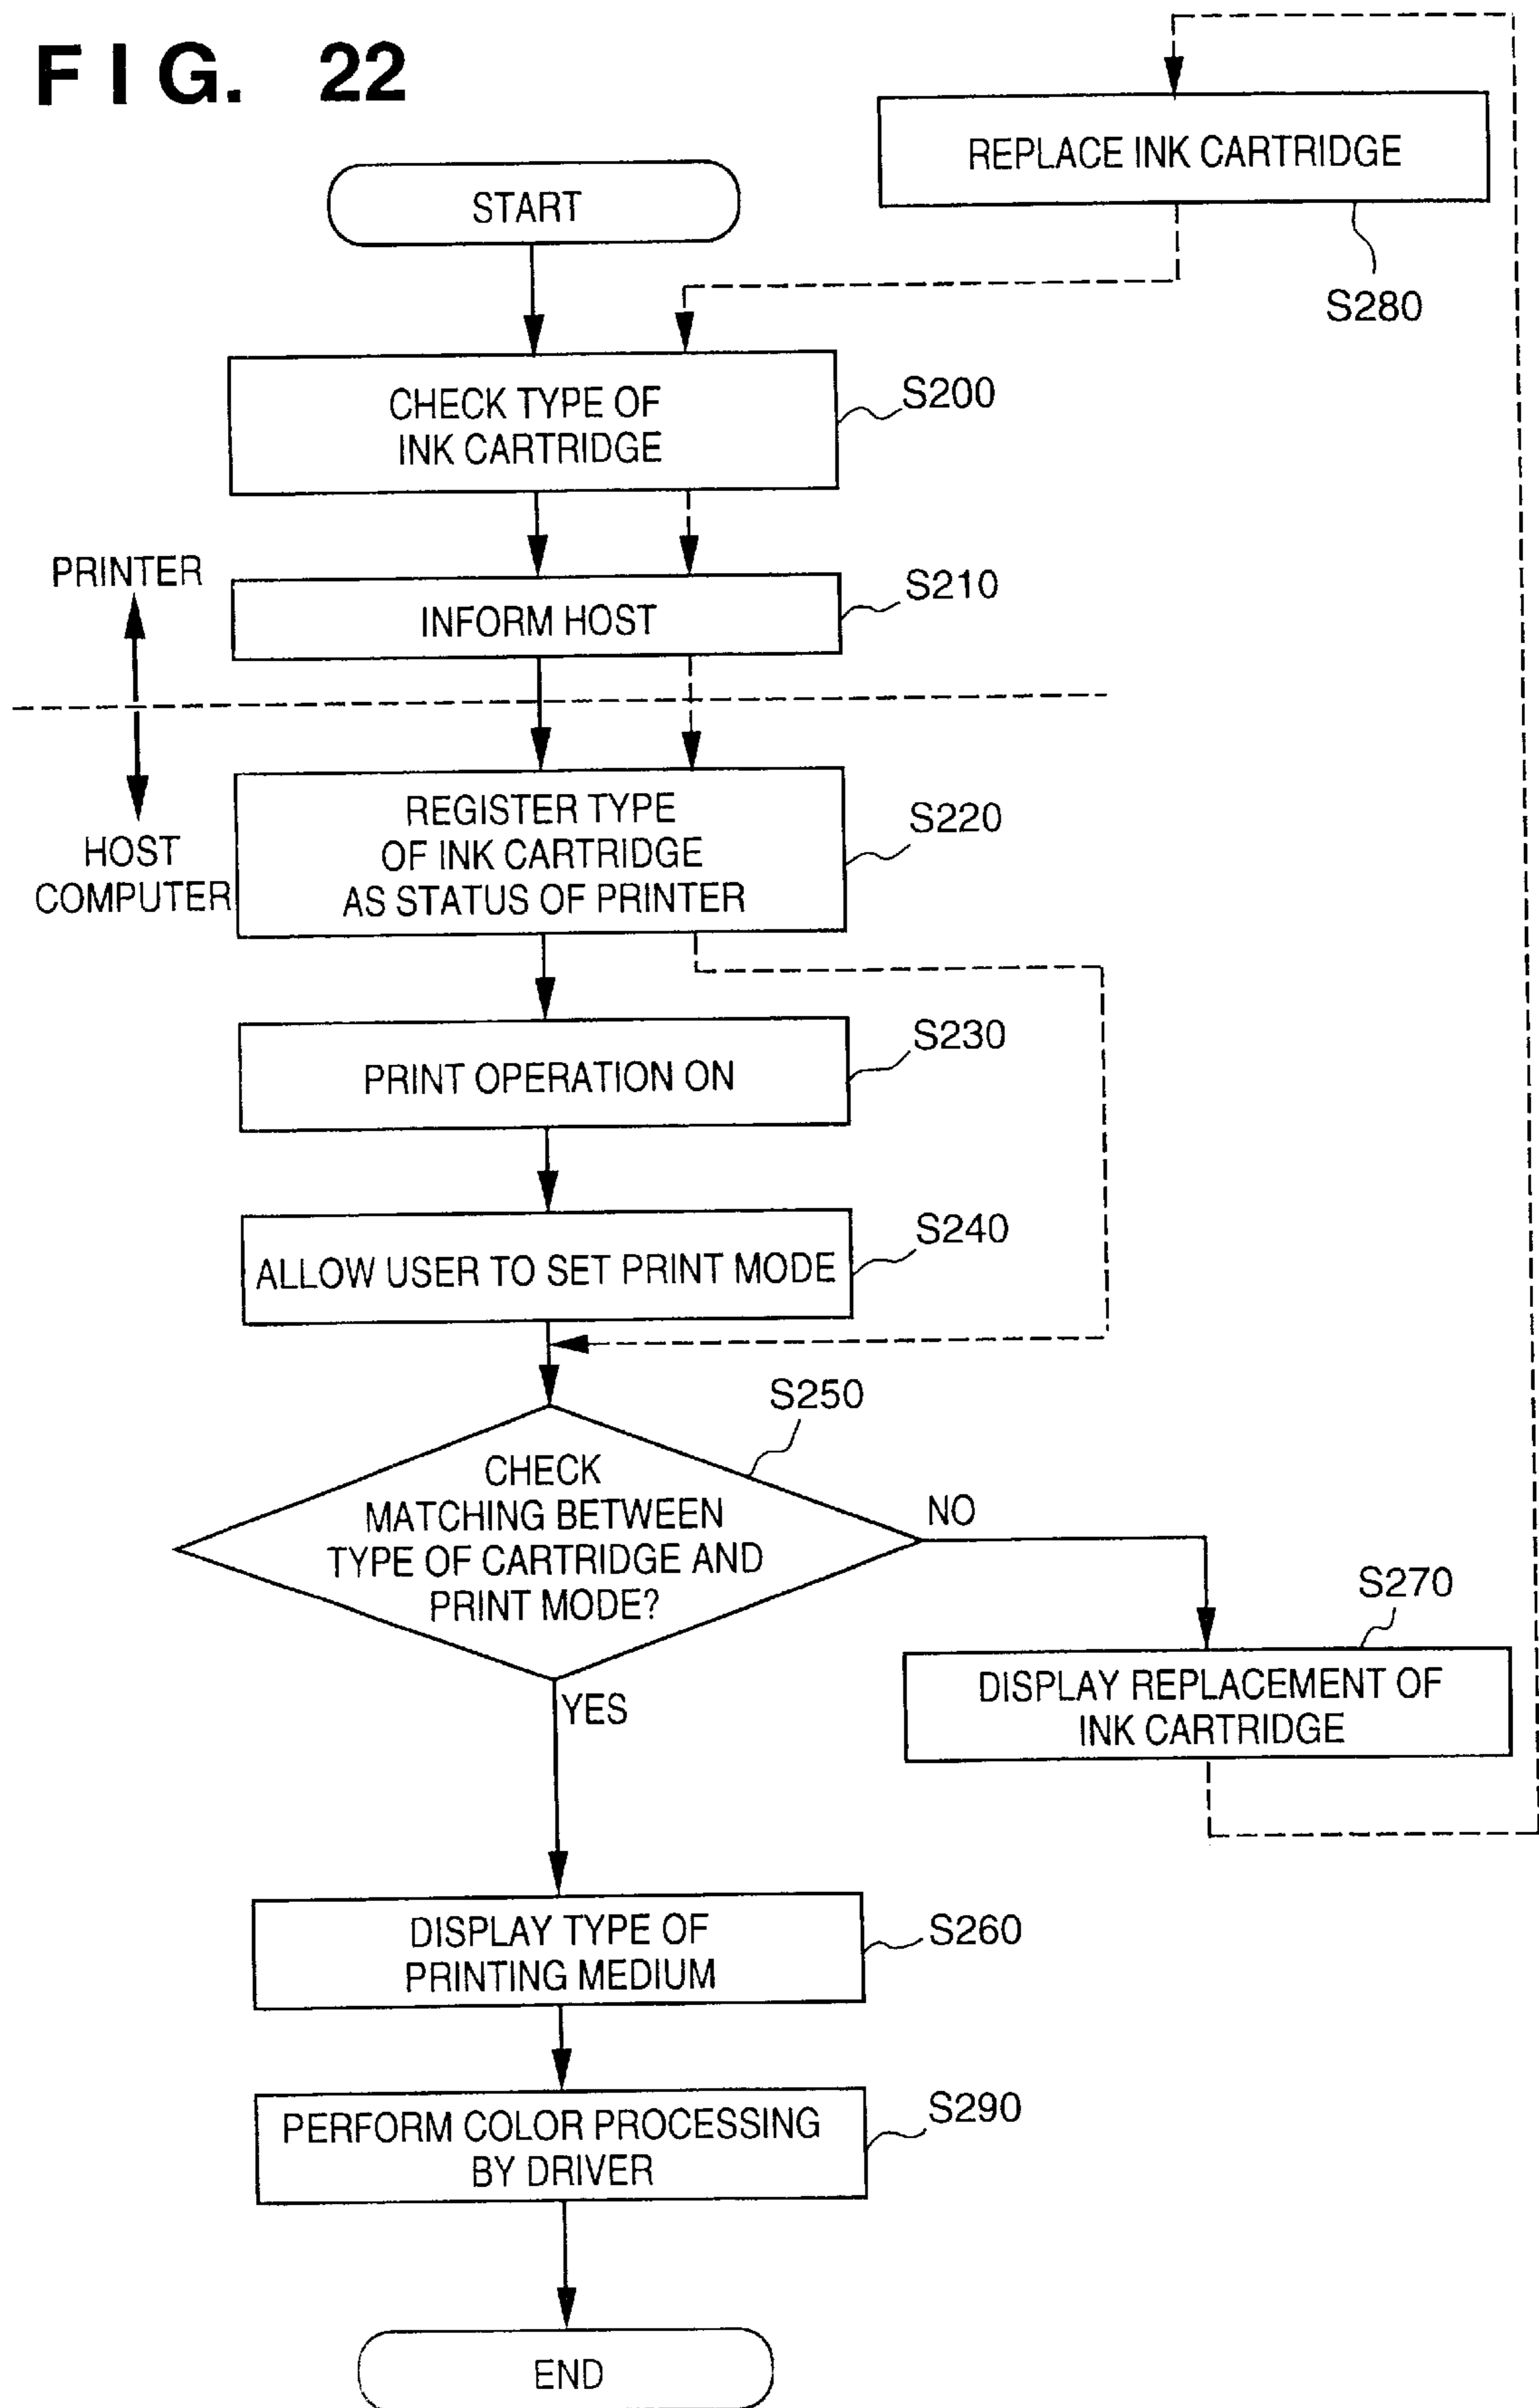 FIG. 22
REPLACE INK CARTRIDGE
S280
START
CHECK TYPE OF
INK CARTRIDGE
S200
PRINTER
INFORM HOST
S210
HOST
COMPUTER
REGISTER TYPE
OF INK CARTRIDGE
AS STATUS OF PRINTER
S220
PRINT OPERATION ON
S230
ALLOW USER TO SET PRINT MODE
S240
S250
CHECK
MATCHING BETWEEN
TYPE OF CARTRIDGE AND
PRINT MODE?
NO
YES
S270
DISPLAY REPLACEMENT OF
INK CARTRIDGE
DISPLAY TYPE OF
PRINTING MEDIUM
S260
PERFORM COLOR PROCESSING
BY DRIVER
S290
END